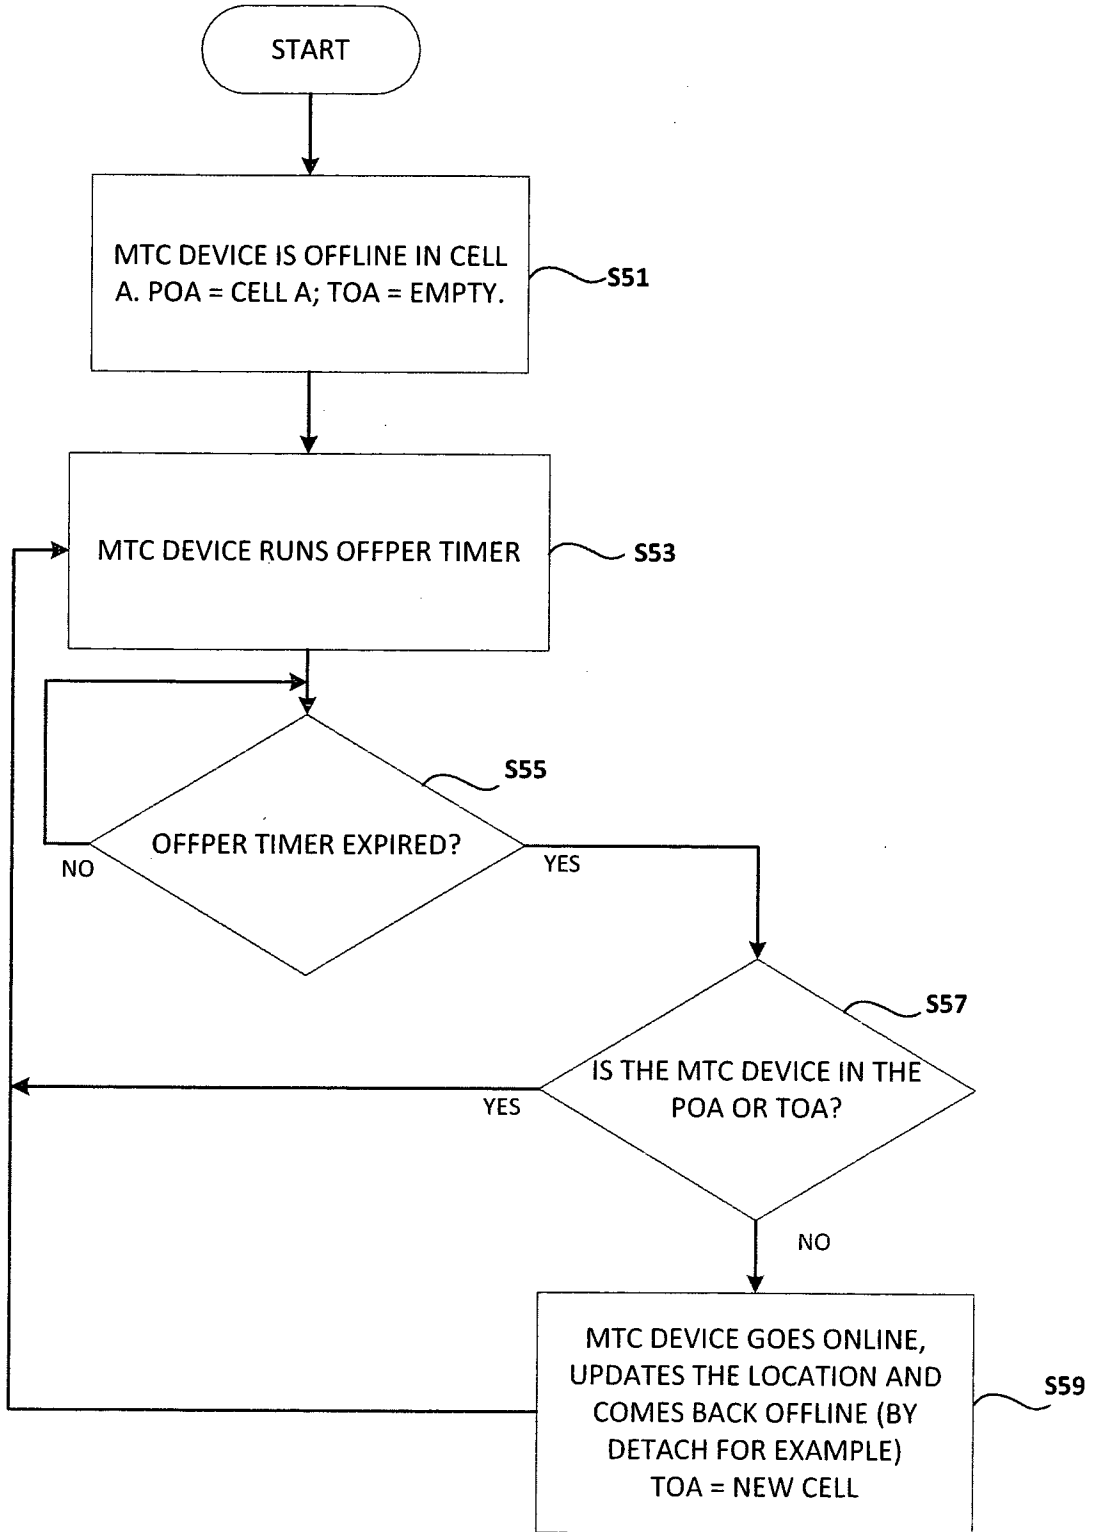 START
MTC DEVICE IS OFFLINE IN CELL
A. POA = CELL A; TOA = EMPTY.
S51
MTC DEVICE RUNS OFFPER TIMER
S53
S55
OFFPER TIMER EXPIRED?
NO
YES
S57
IS THE MTC DEVICE IN THE
POA OR TOA?
YES
NO
MTC DEVICE GOES ONLINE,
UPDATES THE LOCATION AND
COMES BACK OFFLINE (BY
DETACH FOR EXAMPLE)
TOA = NEW CELL
S59